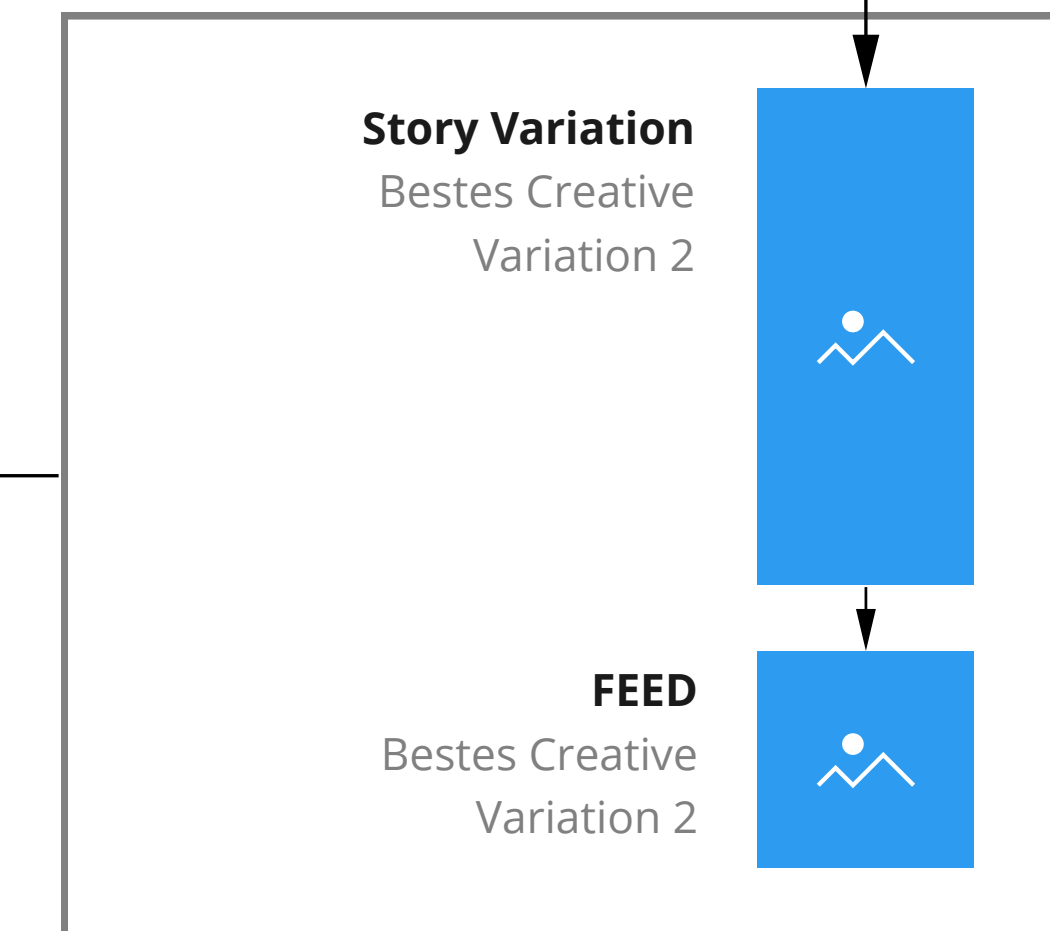 Story Variation
Bestes Creative
Variation 2
FEED
Bestes Creative
Variation 2